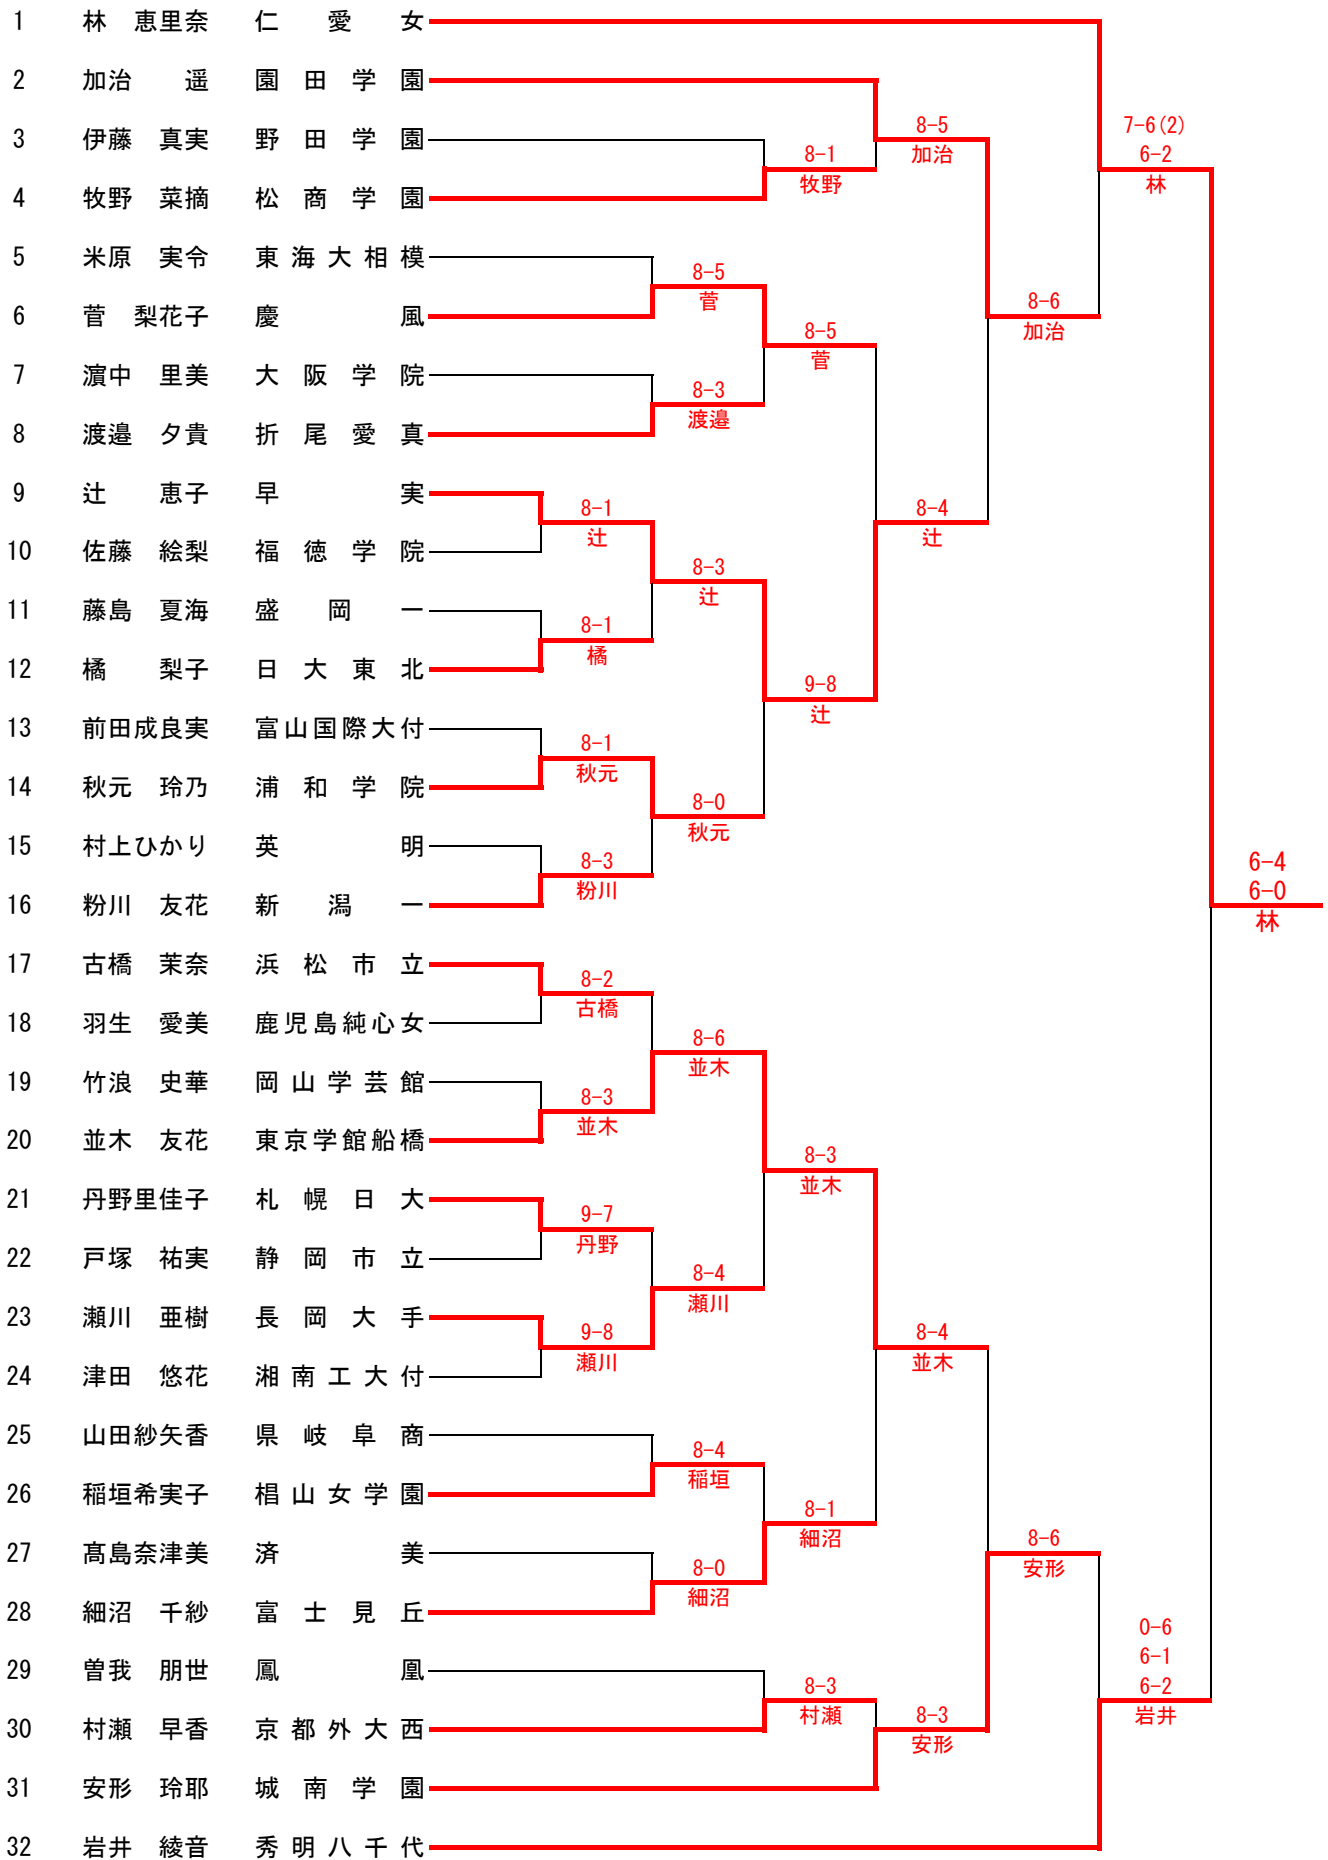 1 林 恵里奈 仁愛女
2 加治 遥 園田学園
8-5 7-6(2)
3 伊藤 真実 野田学園
8-1 加治 6-2
牧野 林
4 牧野 菜摘 松商学園
5 米原 実令 東海大相模
8-5
菅 8-6
6 菅 梨花子 慶風
8-5 加治
菅
7 濵中 里美 大阪学院
8-3
渡邉
8 渡邉 夕貴 折尾愛真
9 辻 恵子 早実
8-1 8-4
辻 辻
10 佐藤 絵梨 福徳学院
8-3
辻
11 藤島 夏海 盛岡一
8-1
橘
12 橘 梨子 日大東北
9-8
辻
13 前田成良実 富山国際大付
8-1
秋元
14 秋元 玲乃 浦和学院
8-0
秋元
15 村上ひかり 英明
8-3 6-4
粉川 6-0
16 粉川 友花 新潟一
林
17 古橋 茉奈 浜松市立
8-2
古橋
18 羽生 愛美 鹿児島純心女
8-6
並木
19 竹浪 史華 岡山学芸館
8-3
並木
20 並木 友花 東京学館船橋
8-3
並木
21 丹野里佳子 札幌日大
9-7
丹野
22 戸塚 祐実 静岡市立
8-4
瀬川
23 瀬川 亜樹 長岡大手
9-8 8-4
瀬川 並木
24 津田 悠花 湘南工大付
25 山田紗矢香 県岐阜商
8-4
稲垣
26 稲垣希実子 椙山女学園
8-1
細沼 8-6
27 髙島奈津美 済美
8-0 安形
細沼
28 細沼 千紗 富士見丘
0-6
6-1
29 曽我 朋世 鳳凰
8-3 6-2
村瀬 8-3 岩井
30 村瀬 早香 京都外大西
安形
31 安形 玲耶 城南学園
32 岩井 綾音 秀明八千代